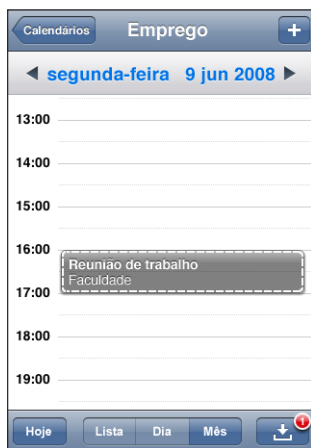 Calendários Emprego +
segunda-feira 9 jun 2008
13:00
14:00
15:00
16:00
Reunião de trabalho
Faculdade
17:00
18:00
19:00
Hoje Lista Dia Mês 1